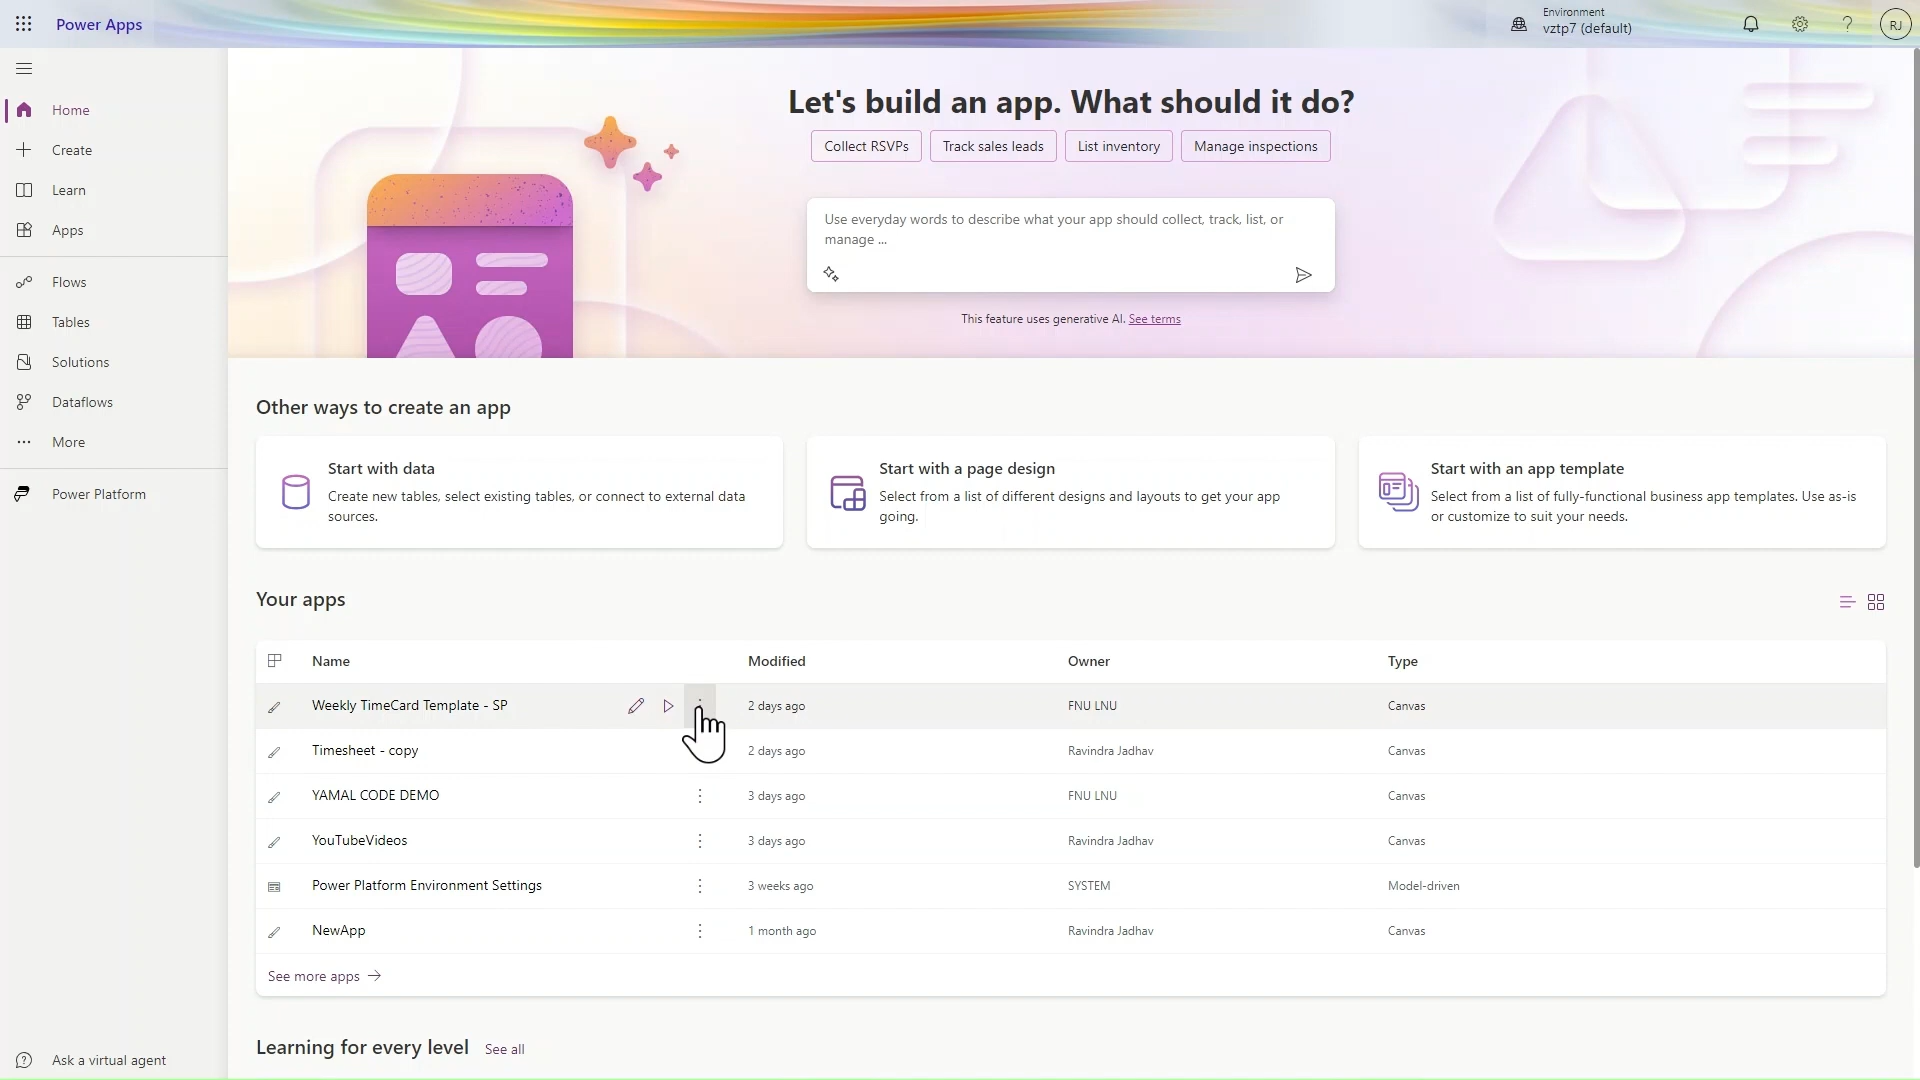 Power Apps
Environment
vztp7 (default)
RJ
Home
Create
Learn
Apps
Flows
Tables
Solutions
Dataflows
More
Power Platform
Ask a virtual agent
Let's build an app. What should it do?
Collect RSVPs Track sales leads List inventory Manage inspections
Use everyday words to describe what your app should collect, track, list, or
manage ...
This feature uses generative AI. See terms
Other ways to create an app
Start with data
Create new tables, select existing tables, or connect to external data
sources.
Start with a page design
Select from a list of different designs and layouts to get your app
going.
Start with an app template
Select from a list of fully-functional business app templates. Use as-is
or customize to suit your needs.
Your apps
Name Modified Owner Type
Weekly TimeCard Template - SP 2 days ago FNU LNU Canvas
Timesheet - copy 2 days ago Ravindra Jadhav Canvas
YAMAL CODE DEMO 3 days ago FNU LNU Canvas
YouTubeVideos 3 days ago Ravindra Jadhav Canvas
Power Platform Environment Settings 3 weeks ago SYSTEM Model-driven
NewApp 1 month ago Ravindra Jadhav Canvas
See more apps
Learning for every level See all